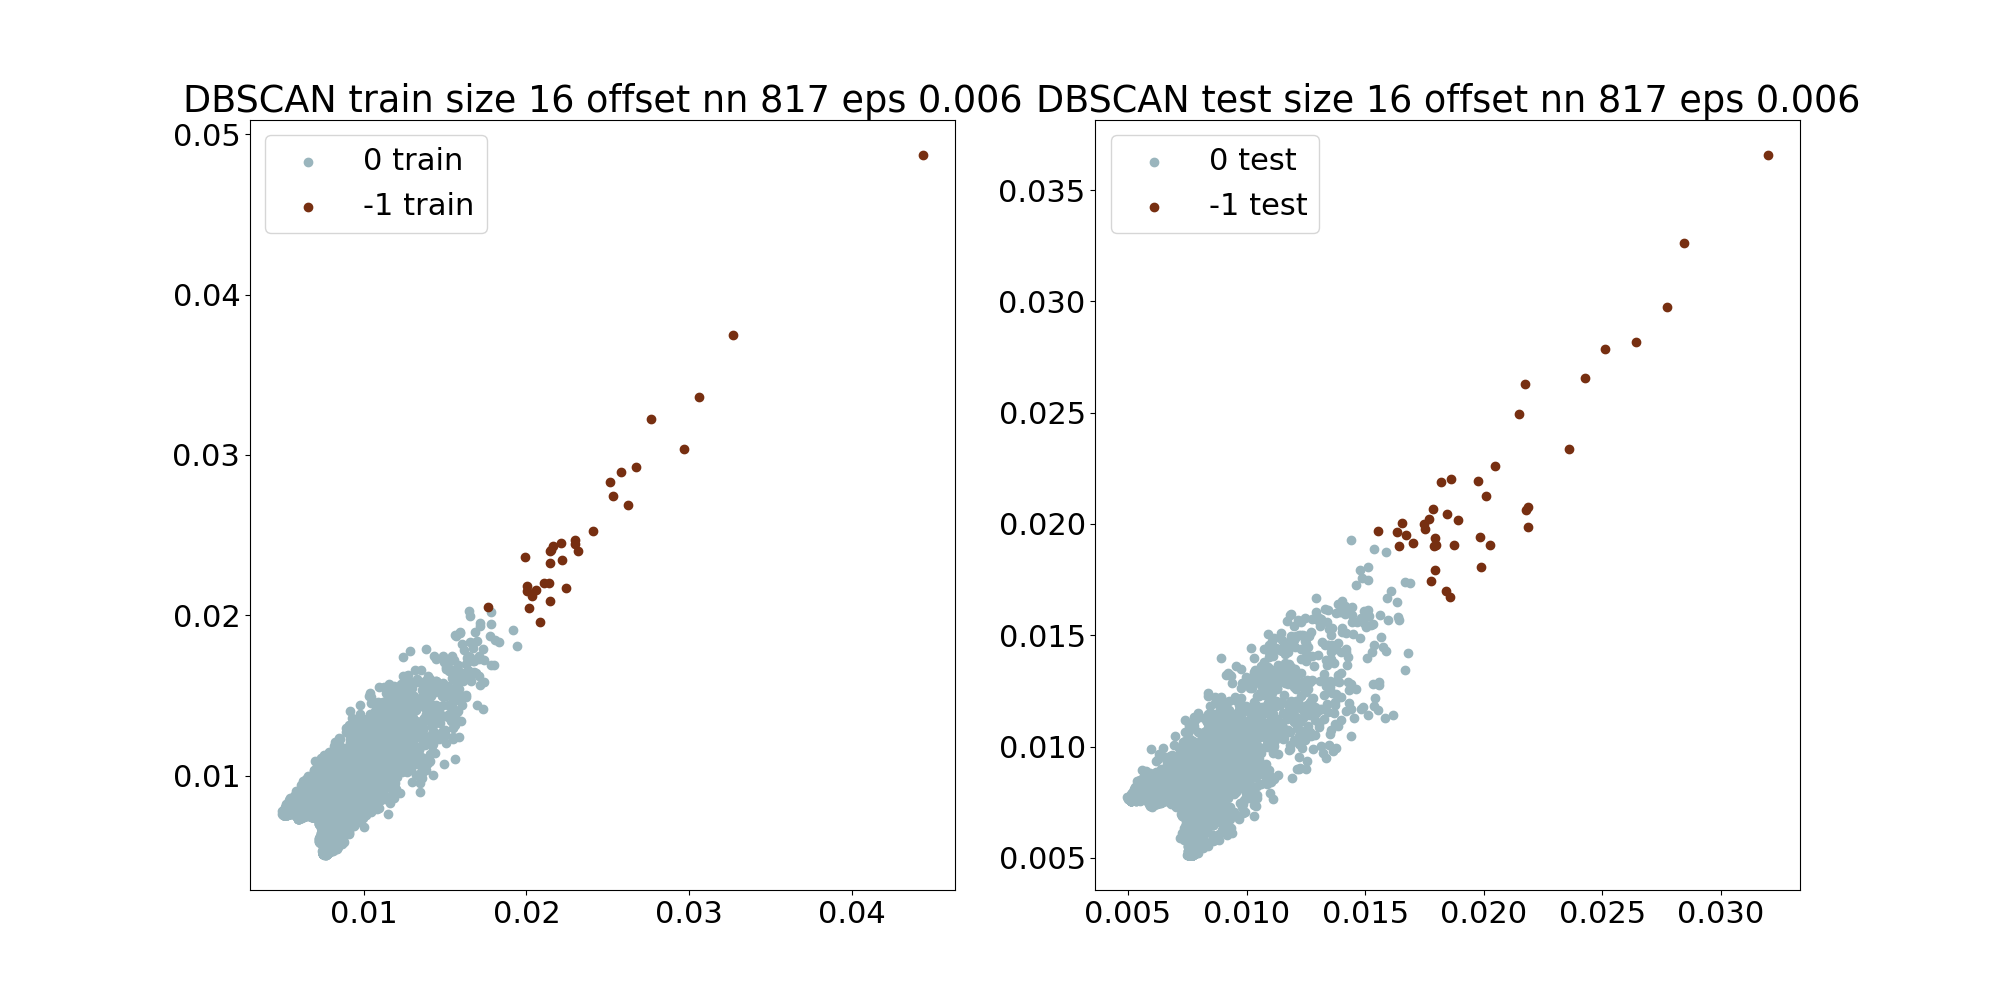 DBSCAN train size 16 offset nn 817 eps 0.006
0 train
-1 train
0.05
0.04
0.03
0.02
0.01
0.01 0.02 0.03 0.04
DBSCAN test size 16 offset nn 817 eps 0.006
0 test
-1 test
0.035
0.030
0.025
0.020
0.015
0.010
0.005
0.005 0.010 0.015 0.020 0.025 0.030